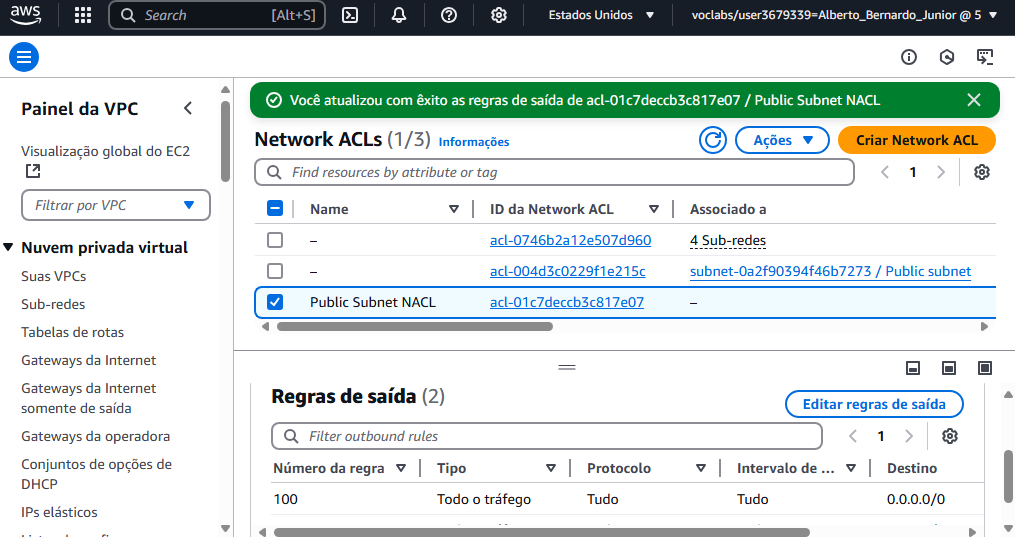 aws
Search
[Alt+S]
Estados Unidos
voclabs/user3679339=Alberto_Bernardo_Junior @ 5
Painel da VPC
Visualização global do EC2
Filtrar por VPC
Nuvem privada virtual
Suas VPCs
Sub-redes
Tabelas de rotas
Gateways da Internet
Gateways da Internet
somente de saída
Gateways da operadora
Conjuntos de opções de
DHCP
IPs elásticos
Você atualizou com êxito as regras de saída de acl-01c7deccb3c817e07 / Public Subnet NACL
Network ACLs (1/3) Informações
Ações
Criar Network ACL
Find resources by attribute or tag
1
Name
ID da Network ACL
Associado a
– acl-0746b2a12e507d960 4 Sub-redes
– acl-004d3c0229f1e215c subnet-0a2f90394f46b7273 / Public subnet
Public Subnet NACL acl-01c7deccb3c817e07 –
Regras de saída (2)
Editar regras de saída
Filter outbound rules
1
Número da regra
Tipo
Protocolo
Intervalo de ...
Destino
100 Todo o tráfego Tudo Tudo 0.0.0.0/0